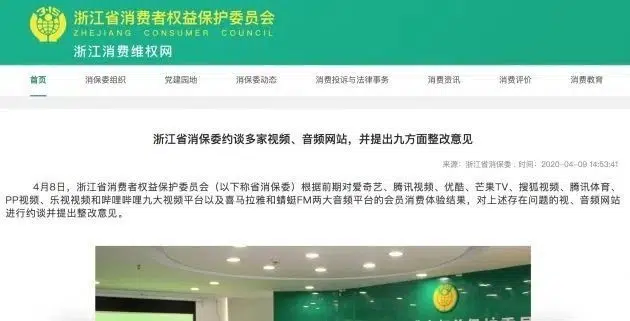 浙江省消费者权益保护委员会
ZHEJIANG CONSUMER COUNCIL
浙江消费维权网
首页 消保委组织 党建园地 消保委动态 消费投诉与法律事务 消费资讯 消费评价 消费教育
浙江省消保委约谈多家视频、音频网站，并提出九方面整改意见
来源：浙江省消保委 . 时间：2020-04-09 14:53:41
4月8日，浙江省消费者权益保护委员会（以下称省消保委）根据前期对爱奇艺、腾讯视频、优酷、芒果TV、搜狐视频、腾讯体育、
PP视频、乐视视频和哔哩哔哩九大视频平台以及喜马拉雅和蜻蜓FM两大音频平台的会员消费体验结果，对上述存在问题的视、音频网站
进行约谈并提出整改意见。